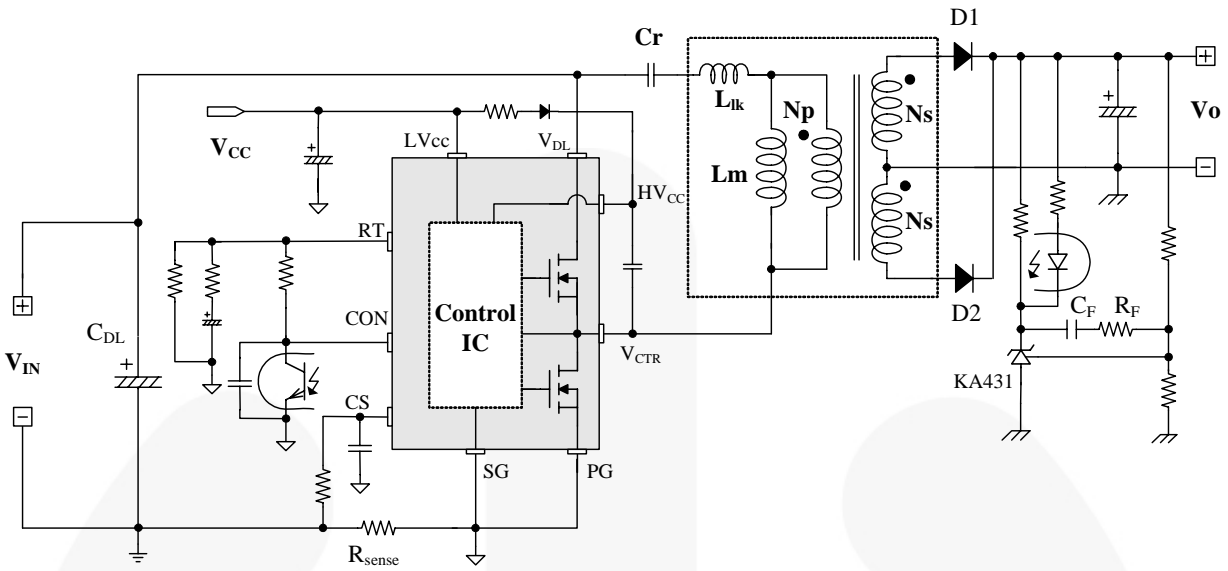 D1
Cr
Llk
Np
Ns
Vo
VCC
LVcc
VDL
Lm
HVCC
Ns
RT
Control
IC
CON
D2
CF
RF
VIN
CDL
VCTR
KA431
CS
SG
PG
Rsense